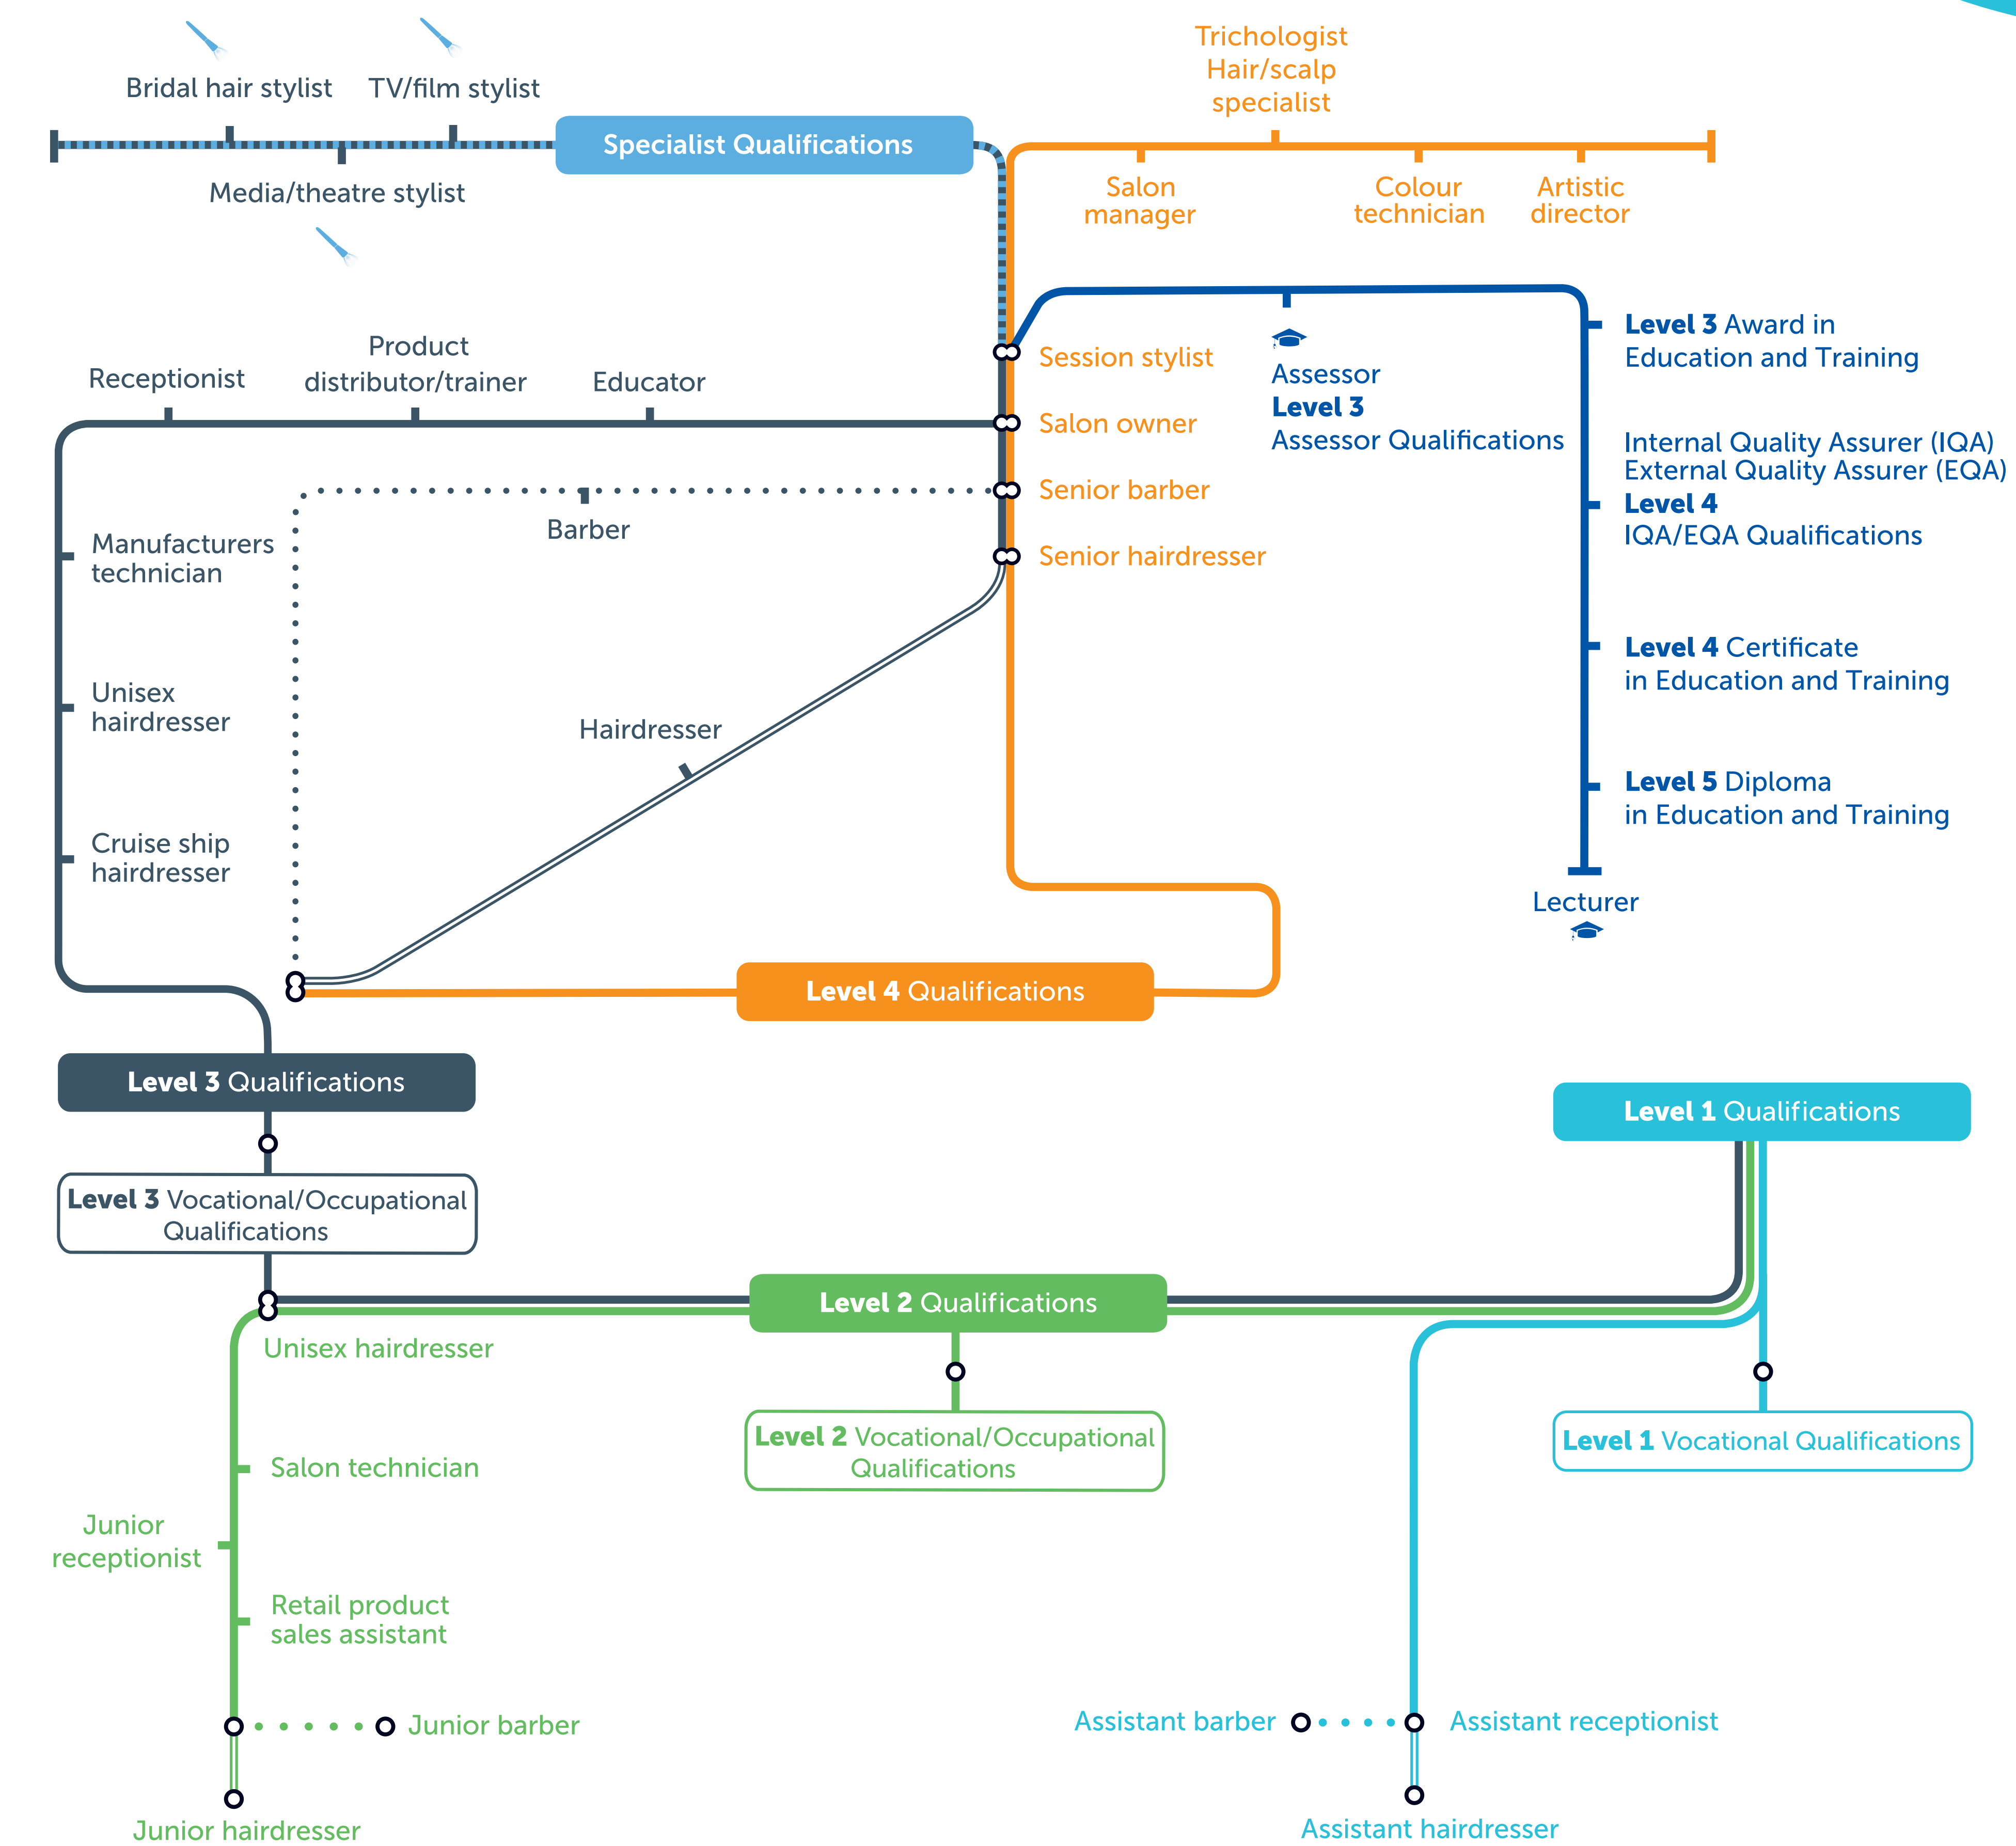 Trichologist
Hair/scalp
specialist
Bridal hair stylist
TV/film stylist
Specialist Qualifications
Media/theatre stylist
Salon
manager
Colour
technician
Artistic
director
Level 3 Award in
Education and Training
Session stylist
Assessor
Level 3
Assessor Qualifications
Receptionist
Product
distributor/trainer
Educator
Salon owner
Internal Quality Assurer (IQA)
External Quality Assurer (EQA)
Level 4
IQA/EQA Qualifications
Senior barber
Barber
Senior hairdresser
Manufacturers
technician
Unisex
hairdresser
Hairdresser
Level 4 Certificate
in Education and Training
Level 5 Diploma
in Education and Training
Cruise ship
hairdresser
Lecturer
Level 4 Qualifications
Level 3 Qualifications
Level 1 Qualifications
Level 3 Vocational/Occupational
Qualifications
Level 2 Qualifications
Unisex hairdresser
Level 2 Vocational/Occupational
Qualifications
Level 1 Vocational Qualifications
Salon technician
Junior
receptionist
Retail product
sales assistant
Junior barber
Assistant barber
Assistant receptionist
Junior hairdresser
Assistant hairdresser